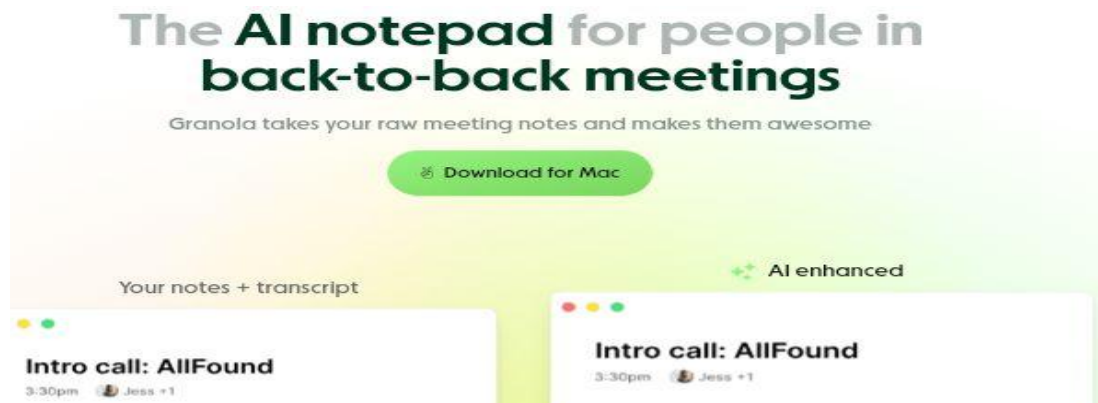 The AI notepad for people in
back-to-back meetings
Granola takes your raw meeting notes and makes them awesome
✌ Download for Mac
Your notes + transcript
AI enhanced
Intro call: AllFound
3:30pm Jess +1
Intro call: AllFound
3:30pm Jess +1